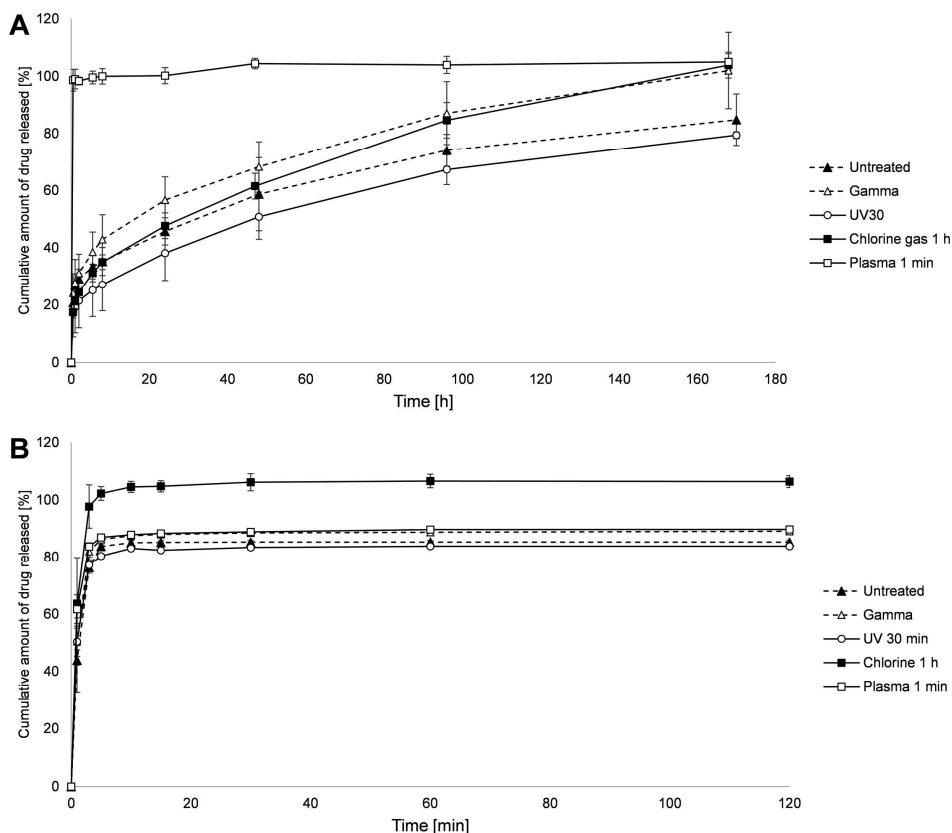 A
Cumulative amount of drug released [%]
120
100
80
60
40
20
0
0 20 40 60 80 100 120 140 160 180
Time [h]
Untreated
Gamma
UV30
Chlorine gas 1 h
Plasma 1 min
B
Cumulative amount of drug released [%]
120
100
80
60
40
20
0
0 20 40 60 80 100 120
Time [min]
Untreated
Gamma
UV 30 min
Chlorine 1 h
Plasma 1 min